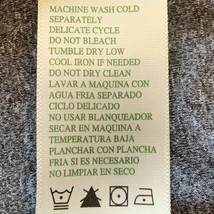 MACHINE WASH COLD
SEPARATELY
DELICATE CYCLE
DO NOT BLEACH
TUMBLE DRY LOW
COOL IRON IF NEEDED
DO NOT DRY CLEAN
LAVAR A MAQUINA CON
AGUA FRIA SEPARADO
CICLO DELICADO
NO USAR BLANQUEADOR
SECAR EN MAQUINA A
TEMPERATURA BAJA
PLANCHAR CON PLANCHA
FRIA SI ES NECESARIO
NO LIMPIAR EN SECO